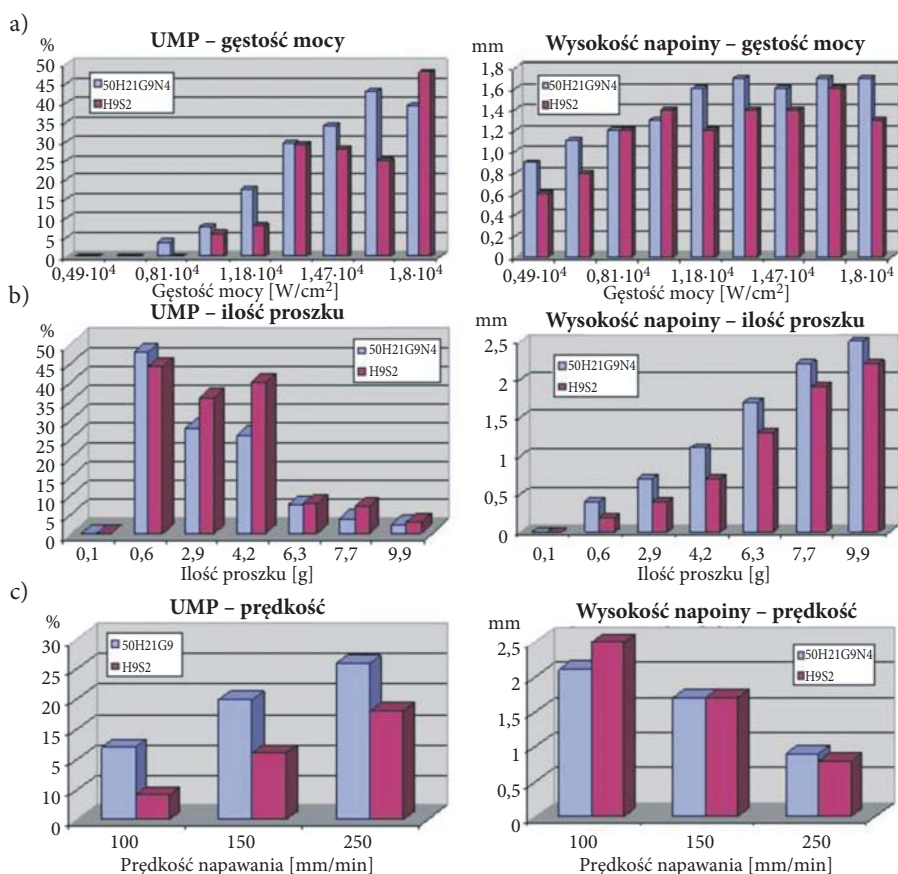 a)
UMP – gęstość mocy
%
50
45
40
35
30
25
20
15
10
5
0
50H21G9N4
H9S2
0,49·10⁴ 0,81·10⁴ 1,18·10⁴ 1,47·10⁴ 1,8·10⁴
Gęstość mocy [W/cm²]
Wysokość napoiny – gęstość mocy
mm
1,8
1,6
1,4
1,2
1,0
0,8
0,6
0,4
0,2
0
50H21G9N4
H9S2
0,49·10⁴ 0,81·10⁴ 1,18·10⁴ 1,47·10⁴ 1,8·10⁴
Gęstość mocy [W/cm²]
b)
UMP – ilość proszku
%
50
45
40
35
30
25
20
15
10
5
0
50H21G9N4
H9S2
0,1 0,6 2,9 4,2 6,3 7,7 9,9
Ilość proszku [g]
Wysokość napoiny – ilość proszku
mm
2,5
2
1,5
1
0,5
0
50H21G9N4
H9S2
0,1 0,6 2,9 4,2 6,3 7,7 9,9
Ilość proszku [g]
c)
UMP – prędkość
%
30
25
20
15
5
10
0
50H21G9
H9S2
100 150 250
Prędkość napawania [mm/min]
Wysokość napoiny – prędkość
mm
2,5
2
1,5
1
0,5
0
50H21G9N4
H9S2
100 150 250
Prędkość napawania [mm/min]